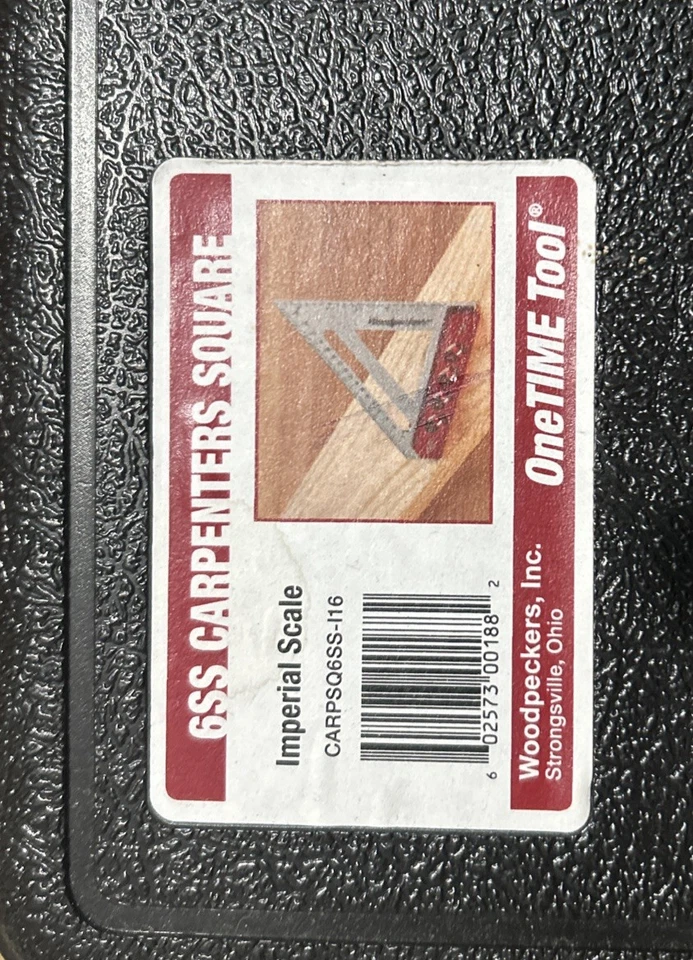 6SS CARPENTERS SQUARE
Imperial Scale
CARPSQ6SS-I16
6 02573 00188 2
Woodpeckers, Inc.
Strongsville, Ohio
OneTIME Tool®